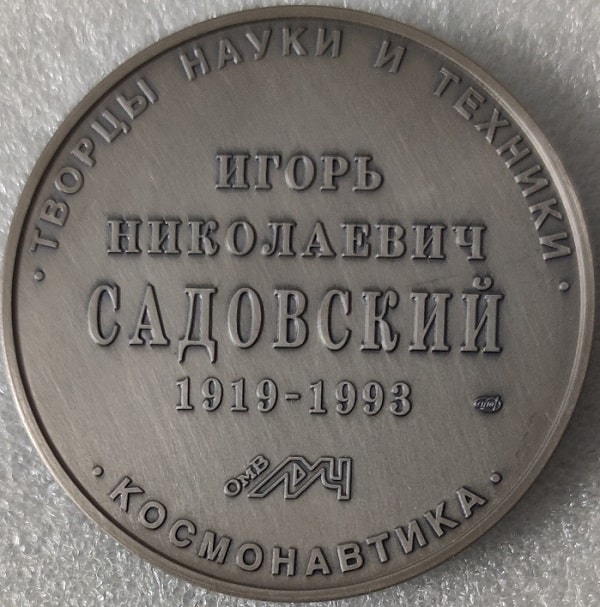 · ТВОРЦЫ НАУКИ И ТЕХНИКИ ·
ИГОРЬ
НИКОЛАЕВИЧ
САДОВСКИЙ
1919-1993
ОМВ
· КОСМОНАВТИКА ·